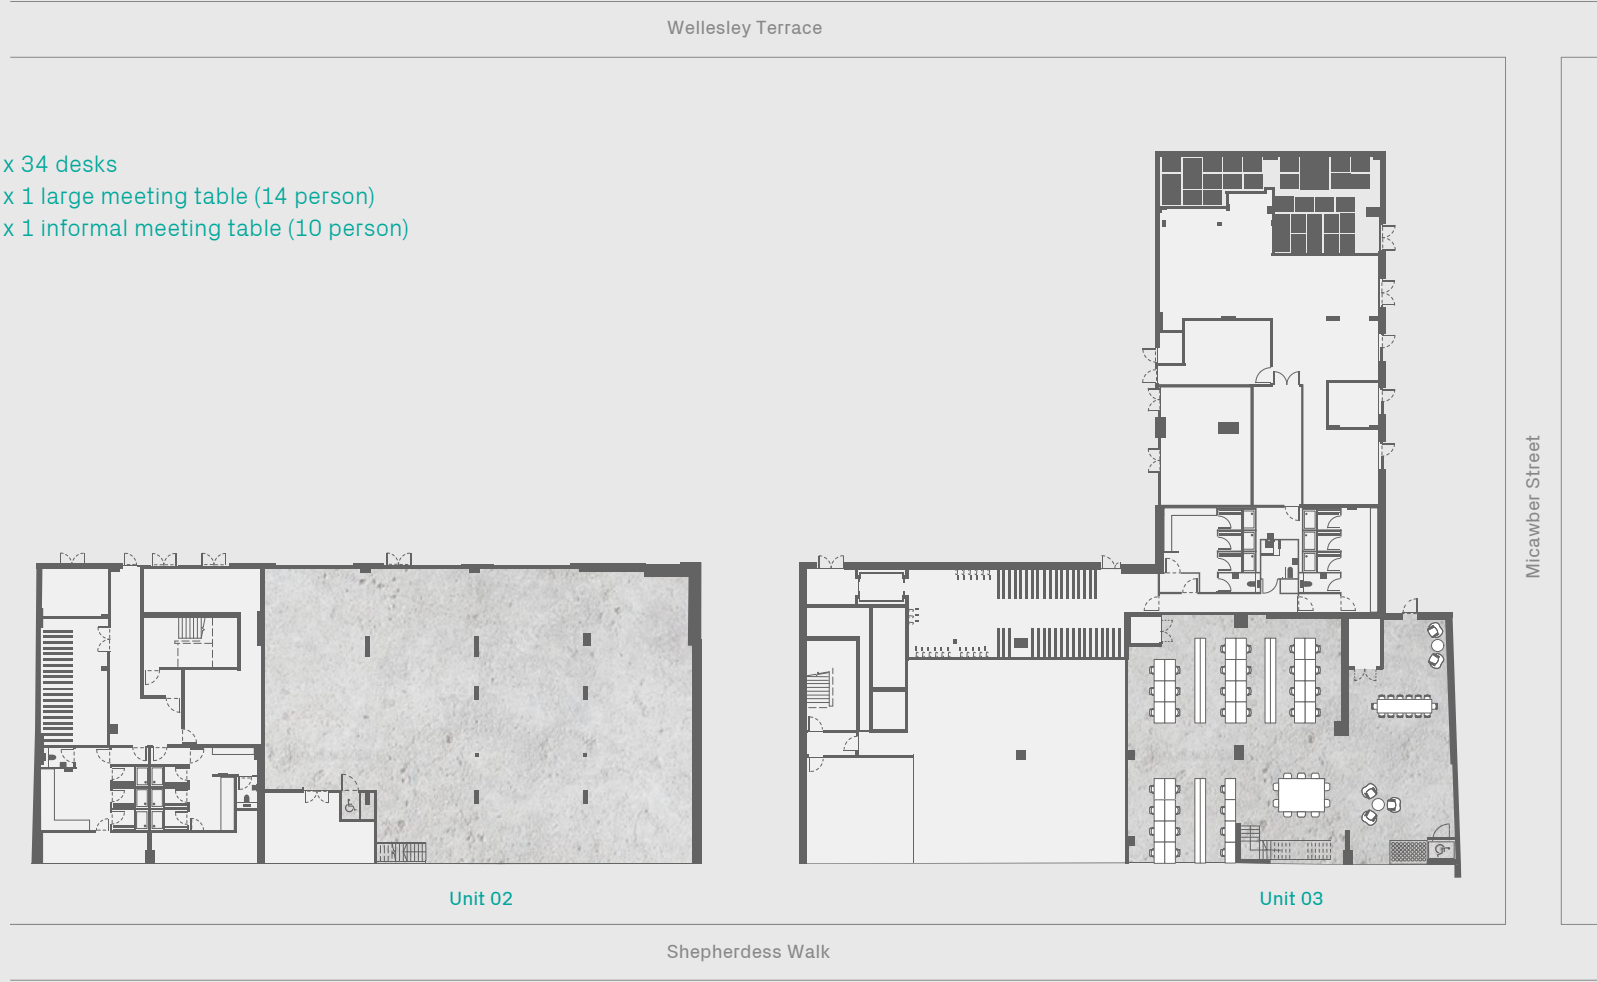 Wellesley Terrace
x 34 desks
x 1 large meeting table (14 person)
x 1 informal meeting table (10 person)
Micawber Street
Unit 02
Unit 03
Shepherdess Walk